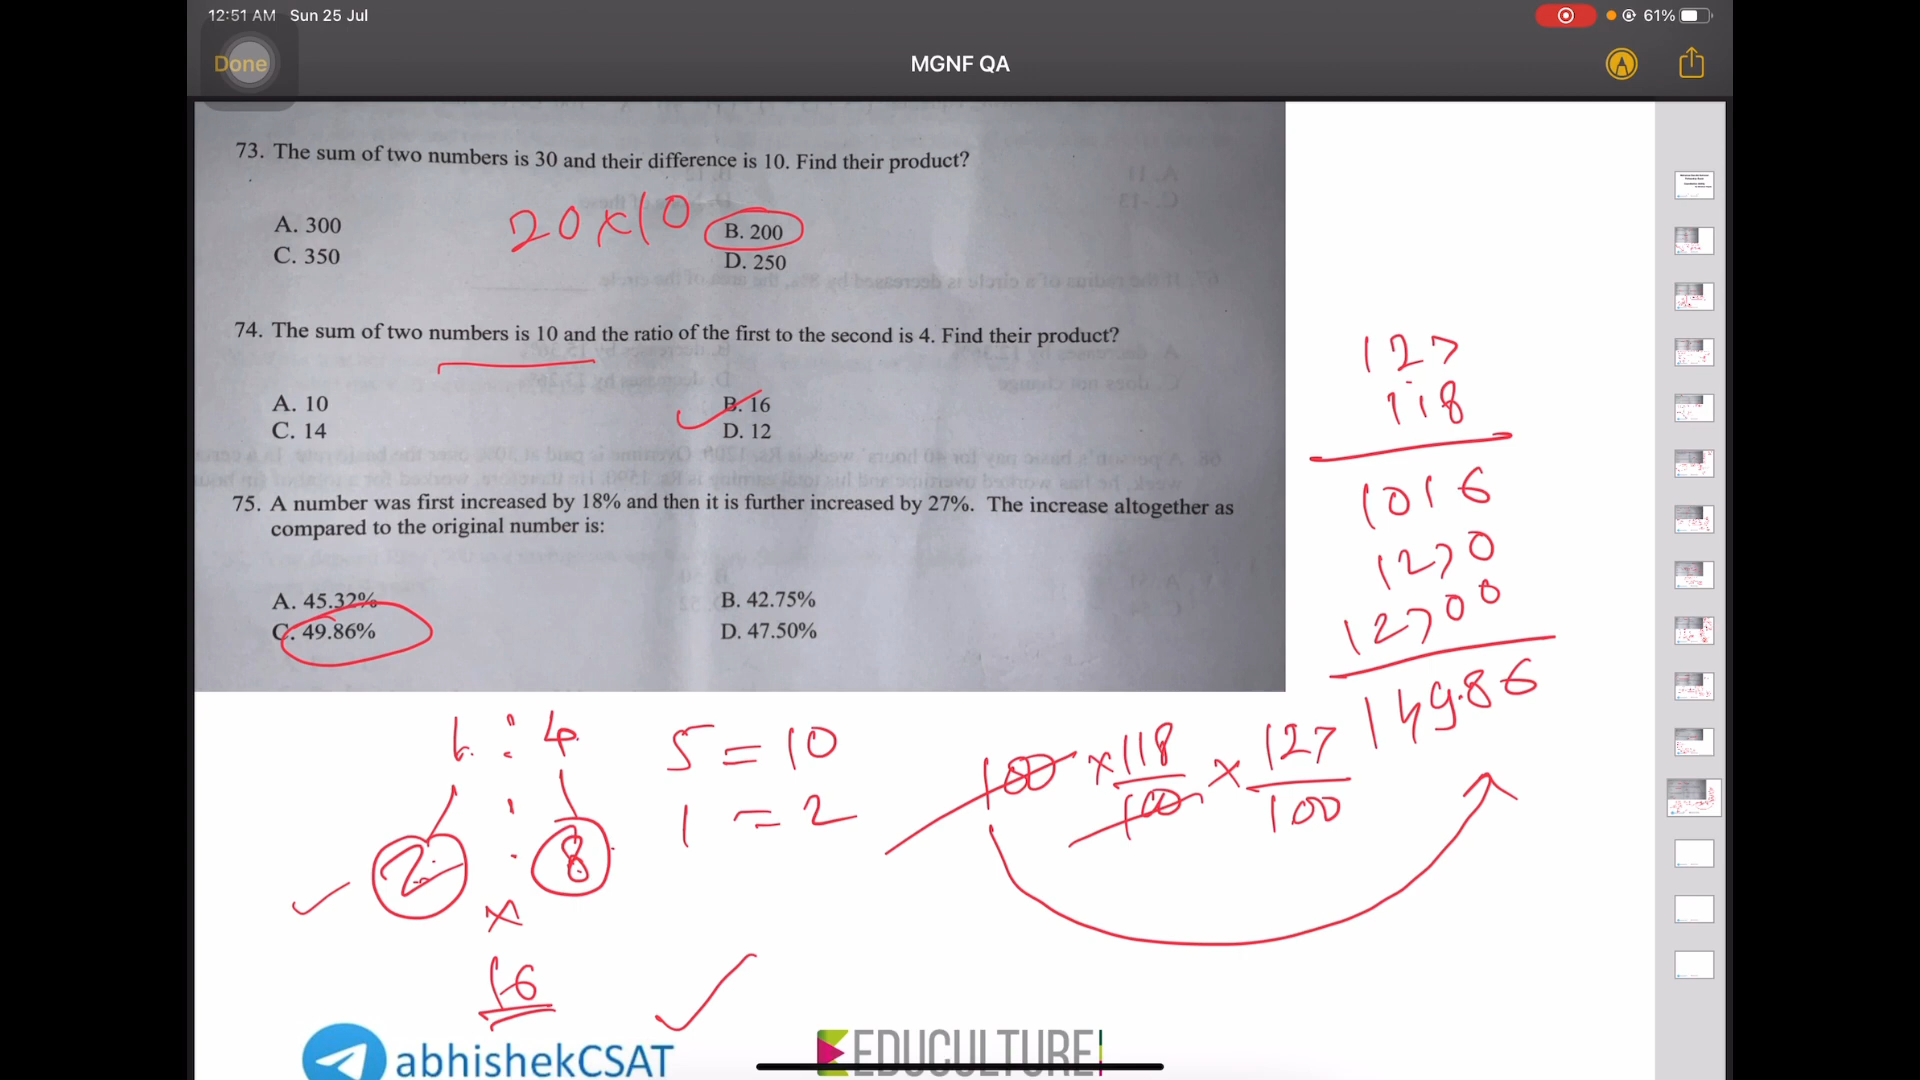 12:51 AM Sun 25 Jul
61%
Done
MGNF QA
73. The sum of two numbers is 30 and their difference is 10. Find their product?
20×10
A. 300
B. 200
C. 350
D. 250
74. The sum of two numbers is 10 and the ratio of the first to the second is 4. Find their product?
A. 10
B. 16
C. 14
D. 12
75. A number was first increased by 18% and then it is further increased by 27%. The increase altogether as
compared to the original number is:
A. 45.32%
B. 42.75%
C. 49.86%
D. 47.50%
127
118
1016
1270
12700
149.86
1 : 4
5 = 10
1 = 2
2 : 8
×
16
100 × 118/100 × 127/100
abhishekCSAT
EDUCULTURE